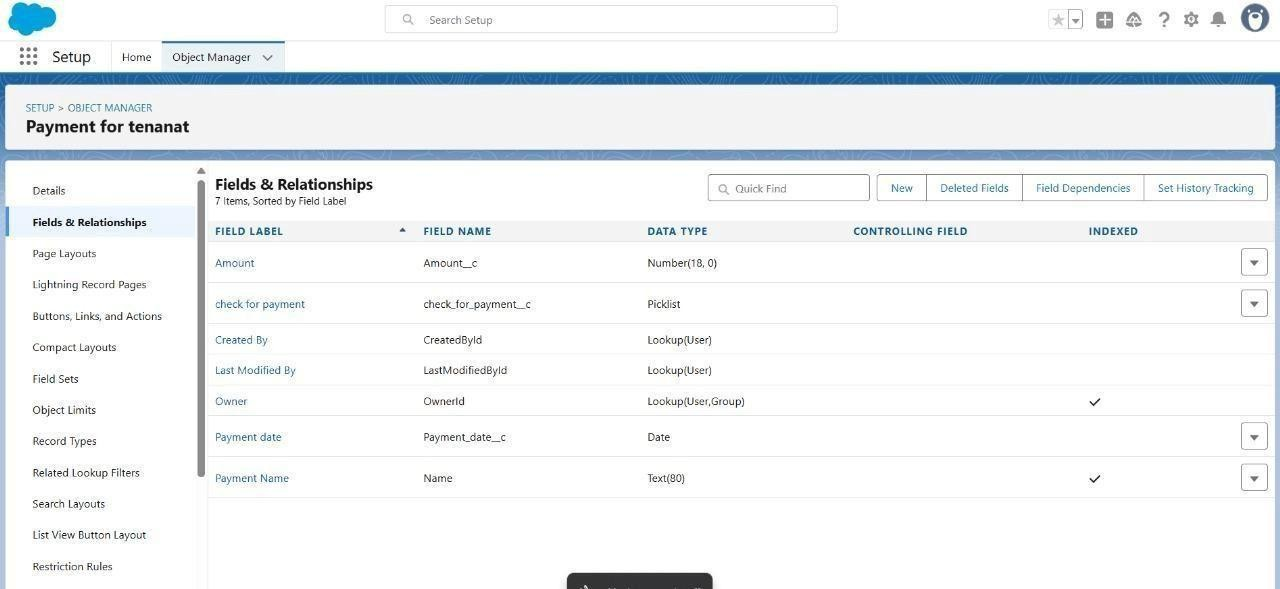 Search Setup
Setup
Home
Object Manager
SETUP > OBJECT MANAGER
Payment for tenanat
Details
Fields & Relationships
Page Layouts
Lightning Record Pages
Buttons, Links, and Actions
Compact Layouts
Field Sets
Object Limits
Record Types
Related Lookup Filters
Search Layouts
List View Button Layout
Restriction Rules
Fields & Relationships
7 Items, Sorted by Field Label
Quick Find
New
Deleted Fields
Field Dependencies
Set History Tracking
FIELD LABEL FIELD NAME DATA TYPE CONTROLLING FIELD INDEXED
Amount Amount__c Number(18, 0)
check for payment check_for_payment__c Picklist
Created By CreatedById Lookup(User)
Last Modified By LastModifiedById Lookup(User)
Owner OwnerId Lookup(User,Group)
Payment date Payment_date__c Date
Payment Name Name Text(80)